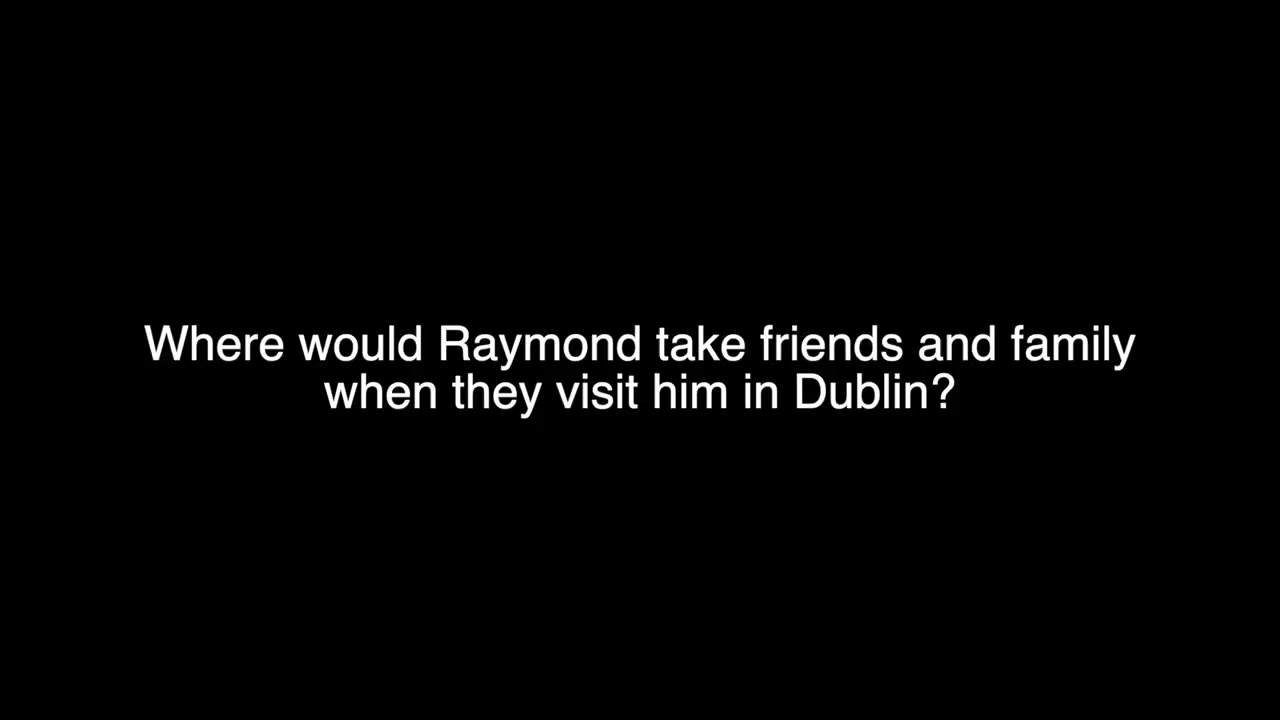 Where would Raymond take friends and family
when they visit him in Dublin?